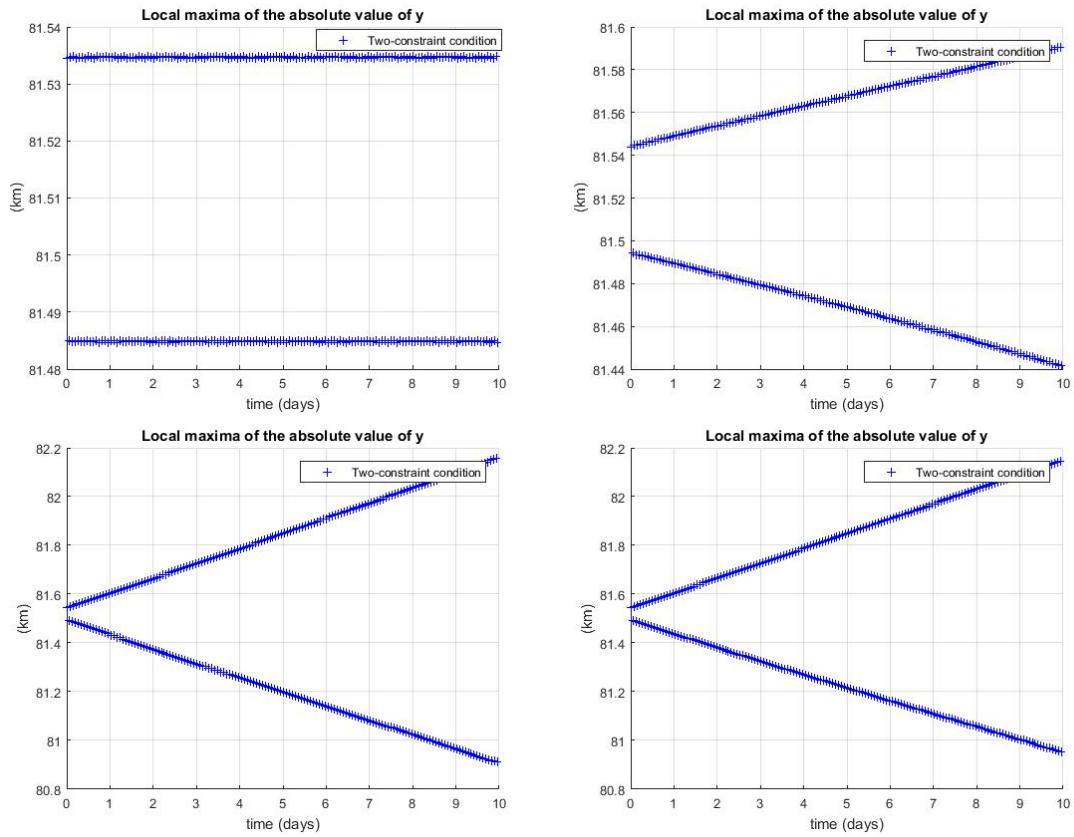 Local maxima of the absolute value of y
Two-constraint condition
81.54
81.53
81.52
81.51
81.5
81.49
81.48
(km)
0 1 2 3 4 5 6 7 8 9 10
time (days)
Local maxima of the absolute value of y
Two-constraint condition
81.6
81.58
81.56
81.54
81.52
81.5
81.48
81.46
81.44
(km)
0 1 2 3 4 5 6 7 8 9 10
time (days)
Local maxima of the absolute value of y
Two-constraint condition
82.2
82
81.8
81.6
81.4
81.2
81
80.8
(km)
0 1 2 3 4 5 6 7 8 9 10
time (days)
Local maxima of the absolute value of y
Two-constraint condition
82.2
82
81.8
81.6
81.4
81.2
81
80.8
(km)
0 1 2 3 4 5 6 7 8 9 10
time (days)